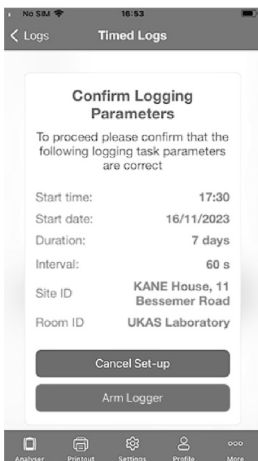 No SIM 16:53
Logs Timed Logs
Confirm Logging
Parameters
To proceed please confirm that the
following logging task parameters
are correct
Start time: 17:30
Start date: 16/11/2023
Duration: 7 days
Interval: 60 s
Site ID KANE House, 11
Bessemer Road
Room ID UKAS Laboratory
Cancel Set-up
Arm Logger
Analyser Printout Settings Profile More